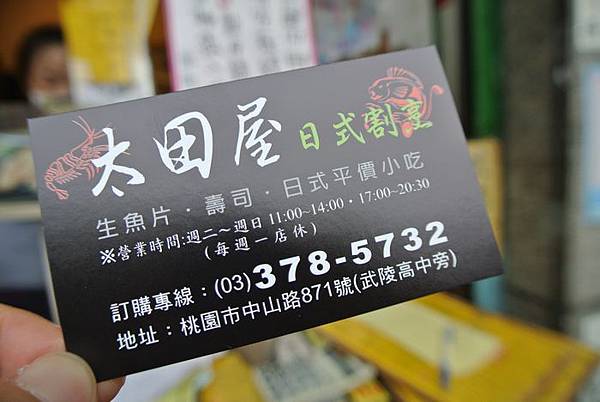 太田屋 日式割烹
生魚片．壽司．日式平價小吃
※營業時間:週二～週日11:00~14:00，17:00~20:30
(每週一店休)
訂購專線：(03)378-5732
地址：桃園市中山路871號(武陵高中旁)